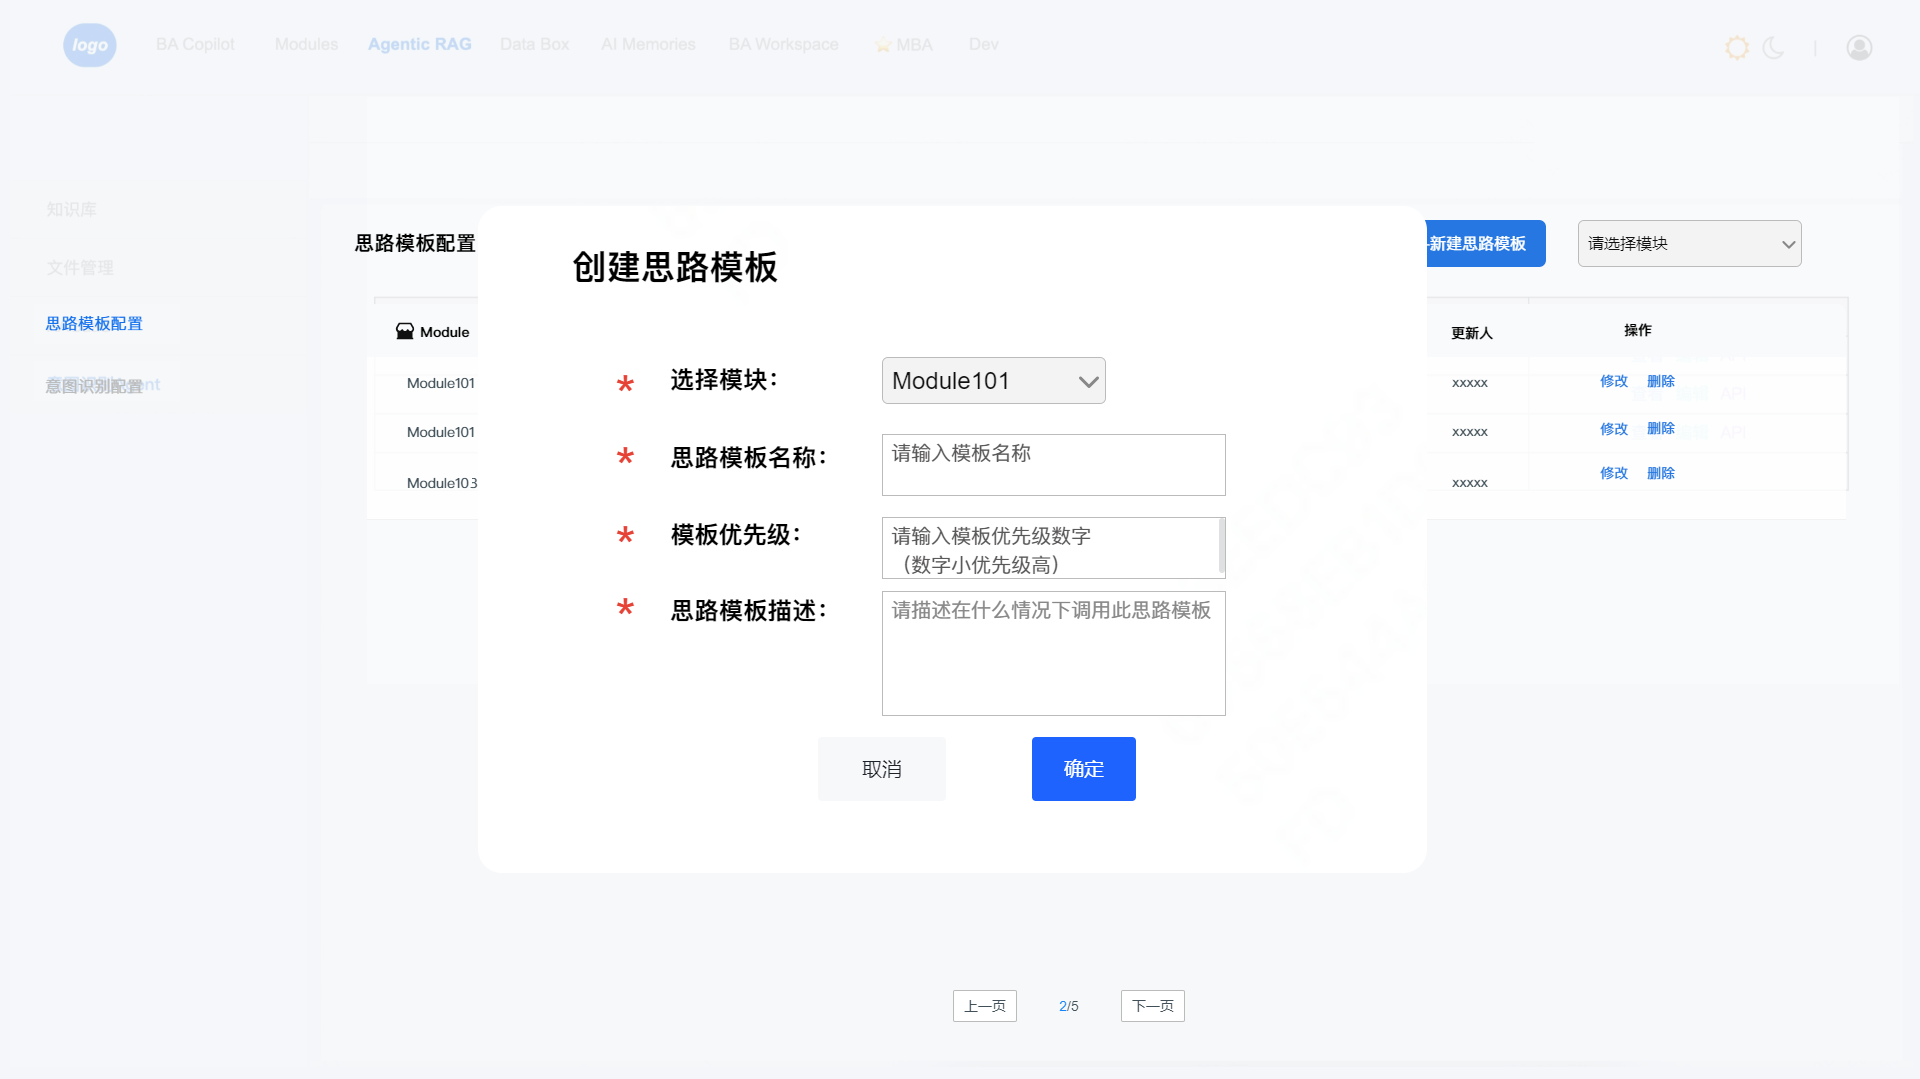 logo
BA Copilot
Modules
Agentic RAG
Data Box
AI Memories
BA Workspace
MBA
Dev
知识库
文件管理
思路模板配置
意图识别配置
思路模板配置
新建思路模板
请选择模块
Module
更新人
操作
Module101
xxxxx
修改 删除
API
Module101
xxxxx
修改 删除
API
Module103
xxxxx
修改 删除
创建思路模板
* 选择模块：
Module101
* 思路模板名称：
请输入模板名称
* 模板优先级：
请输入模板优先级数字
（数字小优先级高）
* 思路模板描述：
请描述在什么情况下调用此思路模板
取消
确定
上一页
2/5
下一页